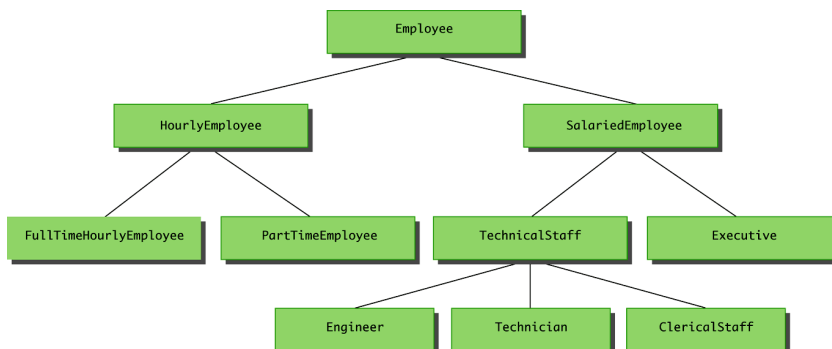 Employee
HourlyEmployee
SalariedEmployee
FullTimeHourlyEmployee
PartTimeEmployee
TechnicalStaff
Executive
Engineer
Technician
ClericalStaff